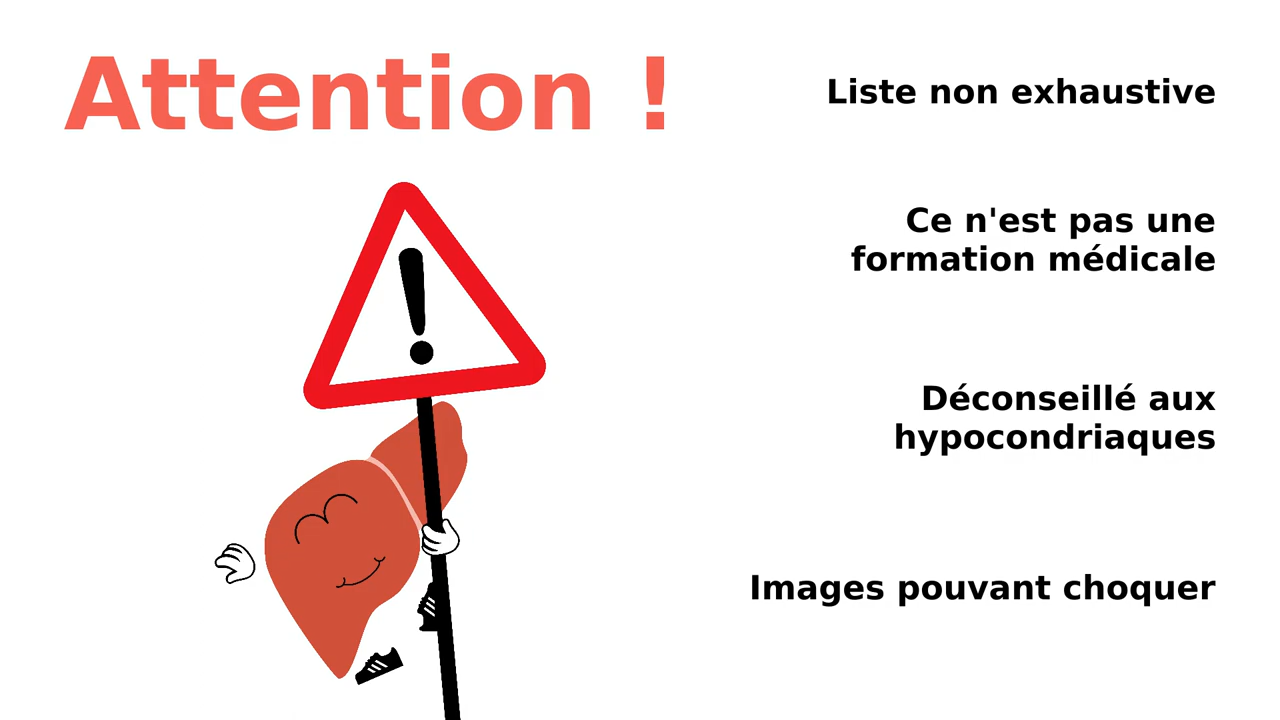 Attention !
Liste non exhaustive
Ce n'est pas une
formation médicale
Déconseillé aux
hypocondriaques
Images pouvant choquer